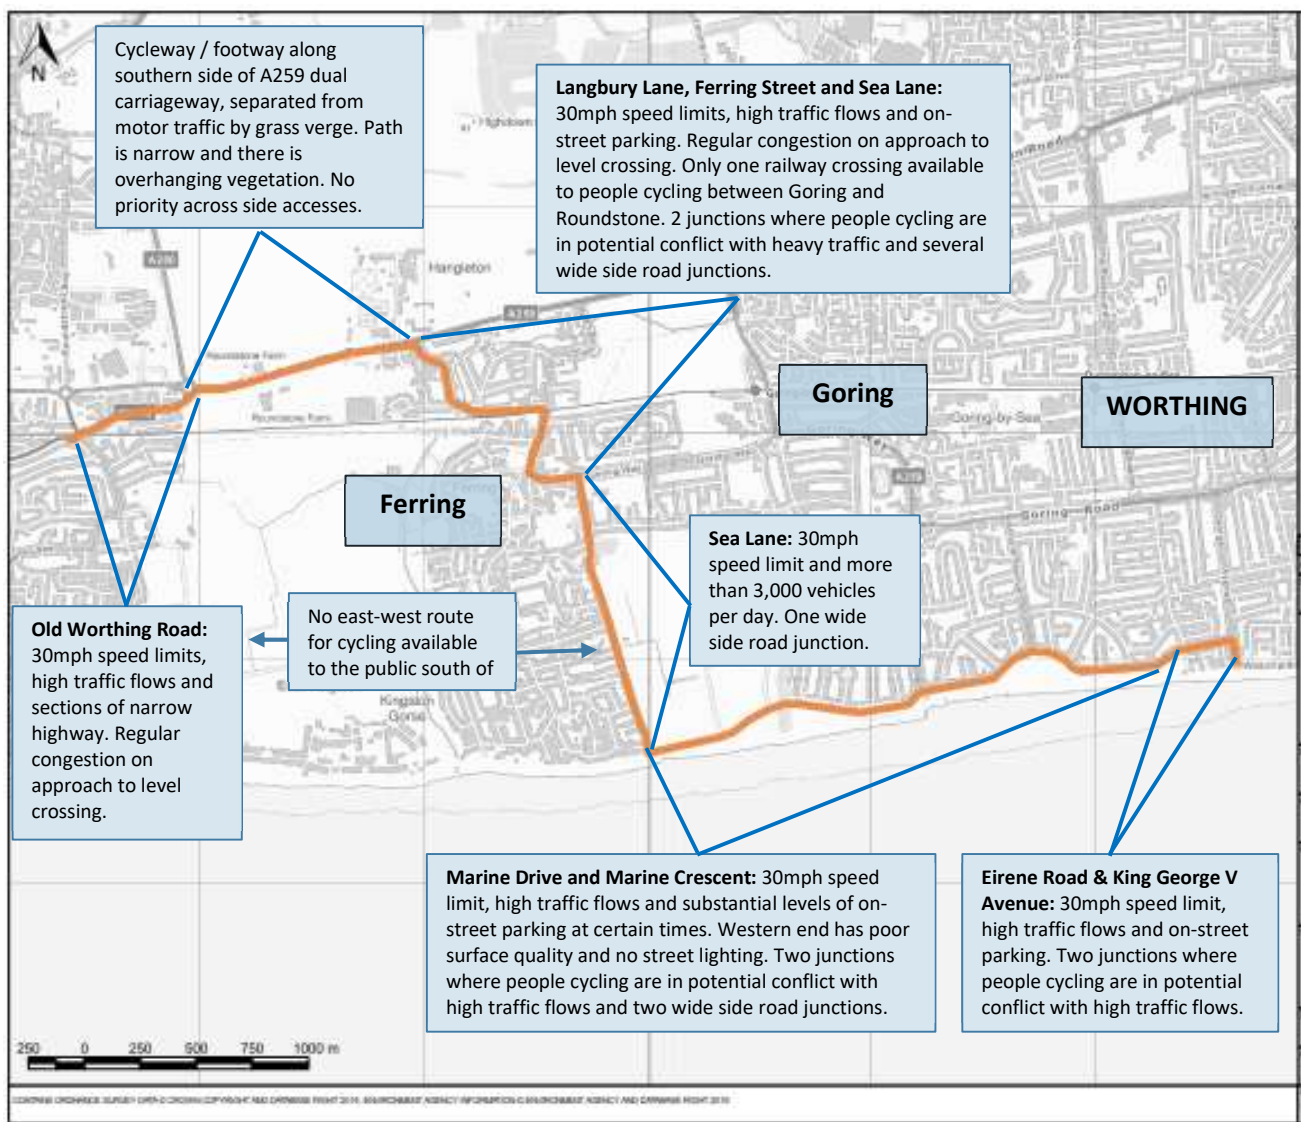 Cycleway / footway along
southern side of A259 dual
carriageway, separated from
motor traffic by grass verge. Path
is narrow and there is
overhanging vegetation. No
priority across side accesses.
Langbury Lane, Ferring Street and Sea Lane:
30mph speed limits, high traffic flows and on-
street parking. Regular congestion on approach to
level crossing. Only one railway crossing available
to people cycling between Goring and
Roundstone. 2 junctions where people cycling are
in potential conflict with heavy traffic and several
wide side road junctions.
N
Hangleton
Goring
WORTHING
Goring-by-Sea
Ferring
Goring Road
Sea Lane: 30mph
speed limit and more
than 3,000 vehicles
per day. One wide
side road junction.
Old Worthing Road:
30mph speed limits,
high traffic flows and
sections of narrow
highway. Regular
congestion on
approach to level
crossing.
No east-west route
for cycling available
to the public south of
Kingston
Gorse
Marine Drive and Marine Crescent: 30mph speed
limit, high traffic flows and substantial levels of on-
street parking at certain times. Western end has poor
surface quality and no street lighting. Two junctions
where people cycling are in potential conflict with
high traffic flows and two wide side road junctions.
Eirene Road & King George V
Avenue: 30mph speed limit,
high traffic flows and on-street
parking. Two junctions where
people cycling are in potential
conflict with high traffic flows.
250 0 250 500 750 1000 m